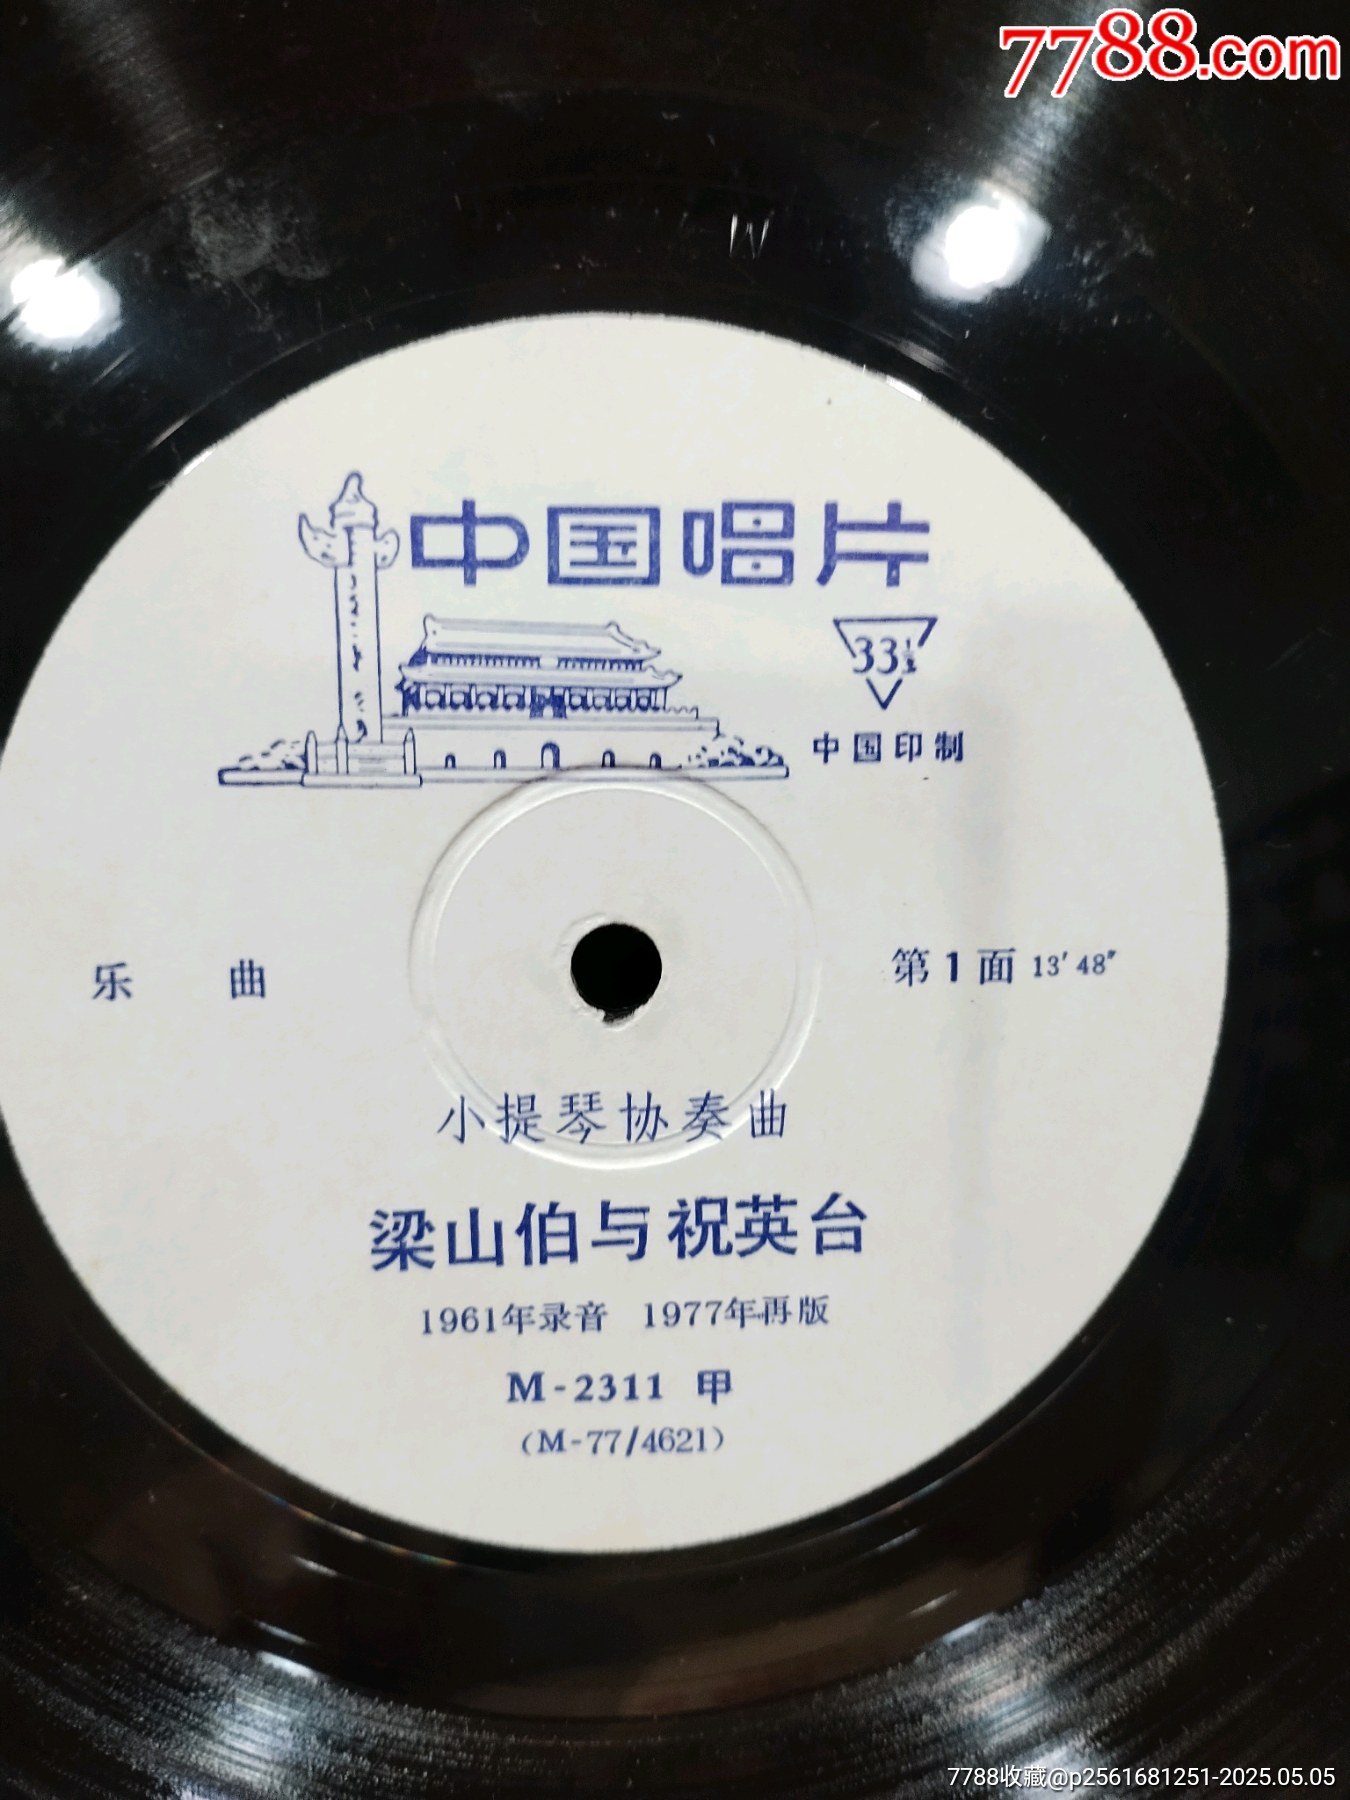 7788.com
中国唱片
33⅓
中国印制
乐 曲
第1面 13′48″
小提琴协奏曲
梁山伯与祝英台
1961年录音 1977年再版
M-2311 甲
(M-77/4621)
7788收藏@p2561681251-2025.05.05